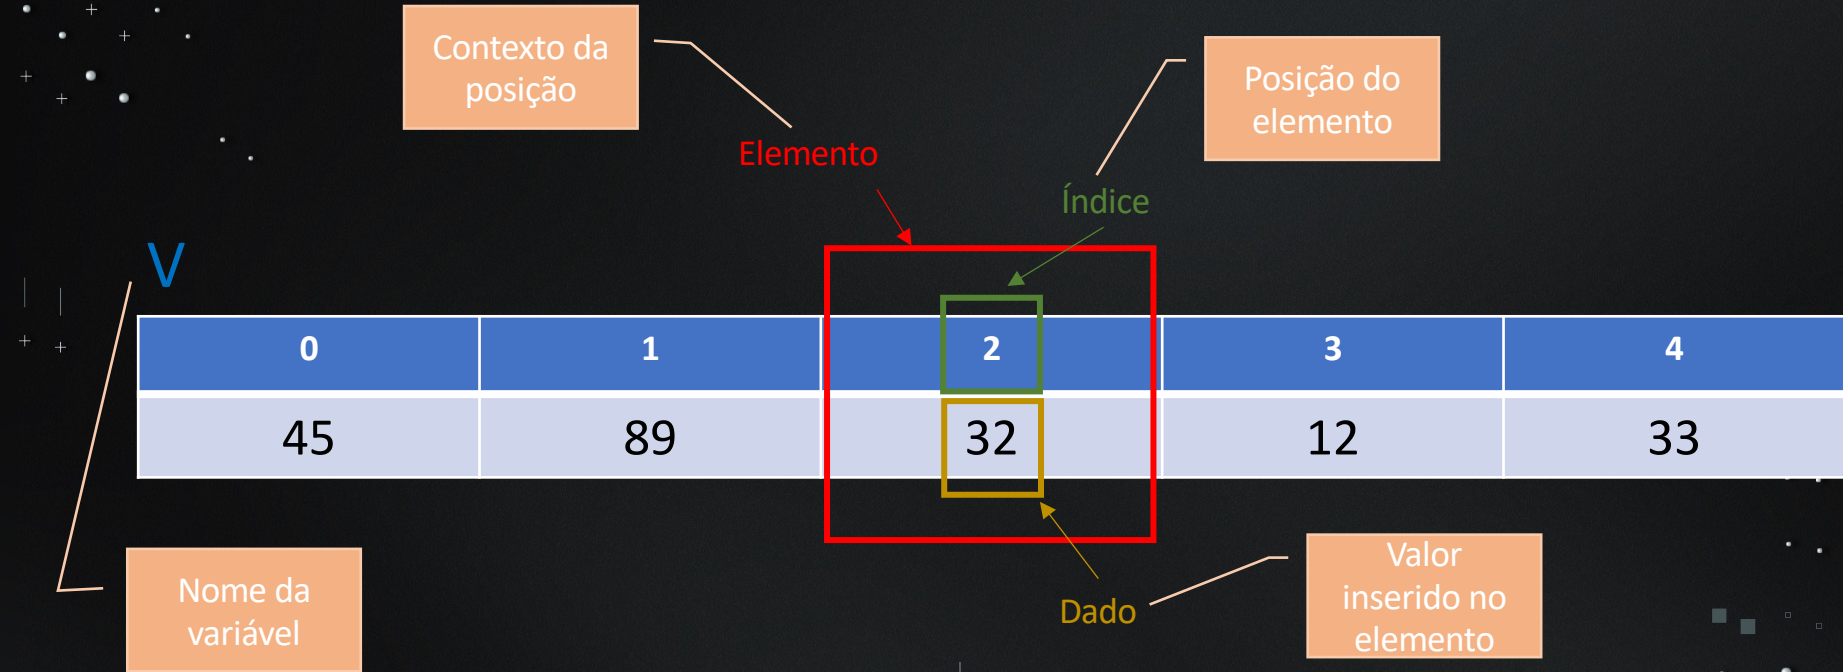 Contexto da
posição
Posição do
elemento
Elemento
Índice
V
0 1 2 3 4
45 89 32 12 33
Nome da
variável
Dado
Valor
inserido no
elemento